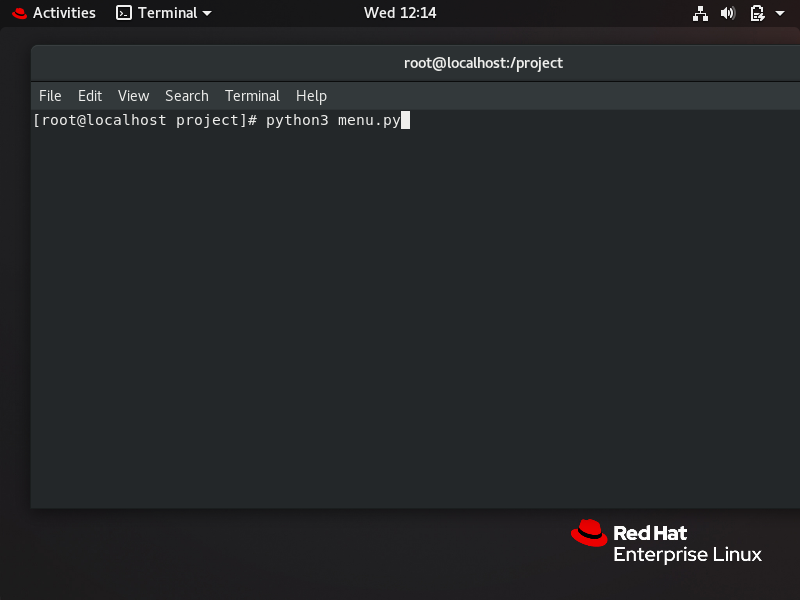 Activities Terminal Wed 12:14
root@localhost:/project
File Edit View Search Terminal Help
[root@localhost project]# python3 menu.py
Red Hat
Enterprise Linux